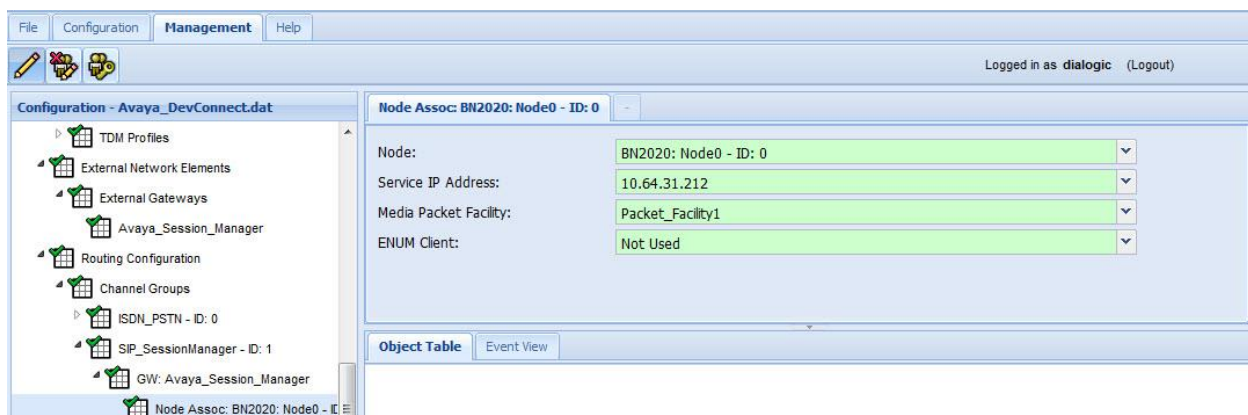 File Configuration Management Help
Logged in as dialogic (Logout)
Configuration - Avaya_DevConnect.dat
TDM Profiles
External Network Elements
External Gateways
Avaya_Session_Manager
Routing Configuration
Channel Groups
ISDN_PSTN - ID: 0
SIP_SessionManager - ID: 1
GW: Avaya_Session_Manager
Node Assoc: BN2020: Node0 - ID
Node Assoc: BN2020: Node0 - ID: 0 -
Node: BN2020: Node0 - ID: 0
Service IP Address: 10.64.31.212
Media Packet Facility: Packet_Facility1
ENUM Client: Not Used
Object Table Event View